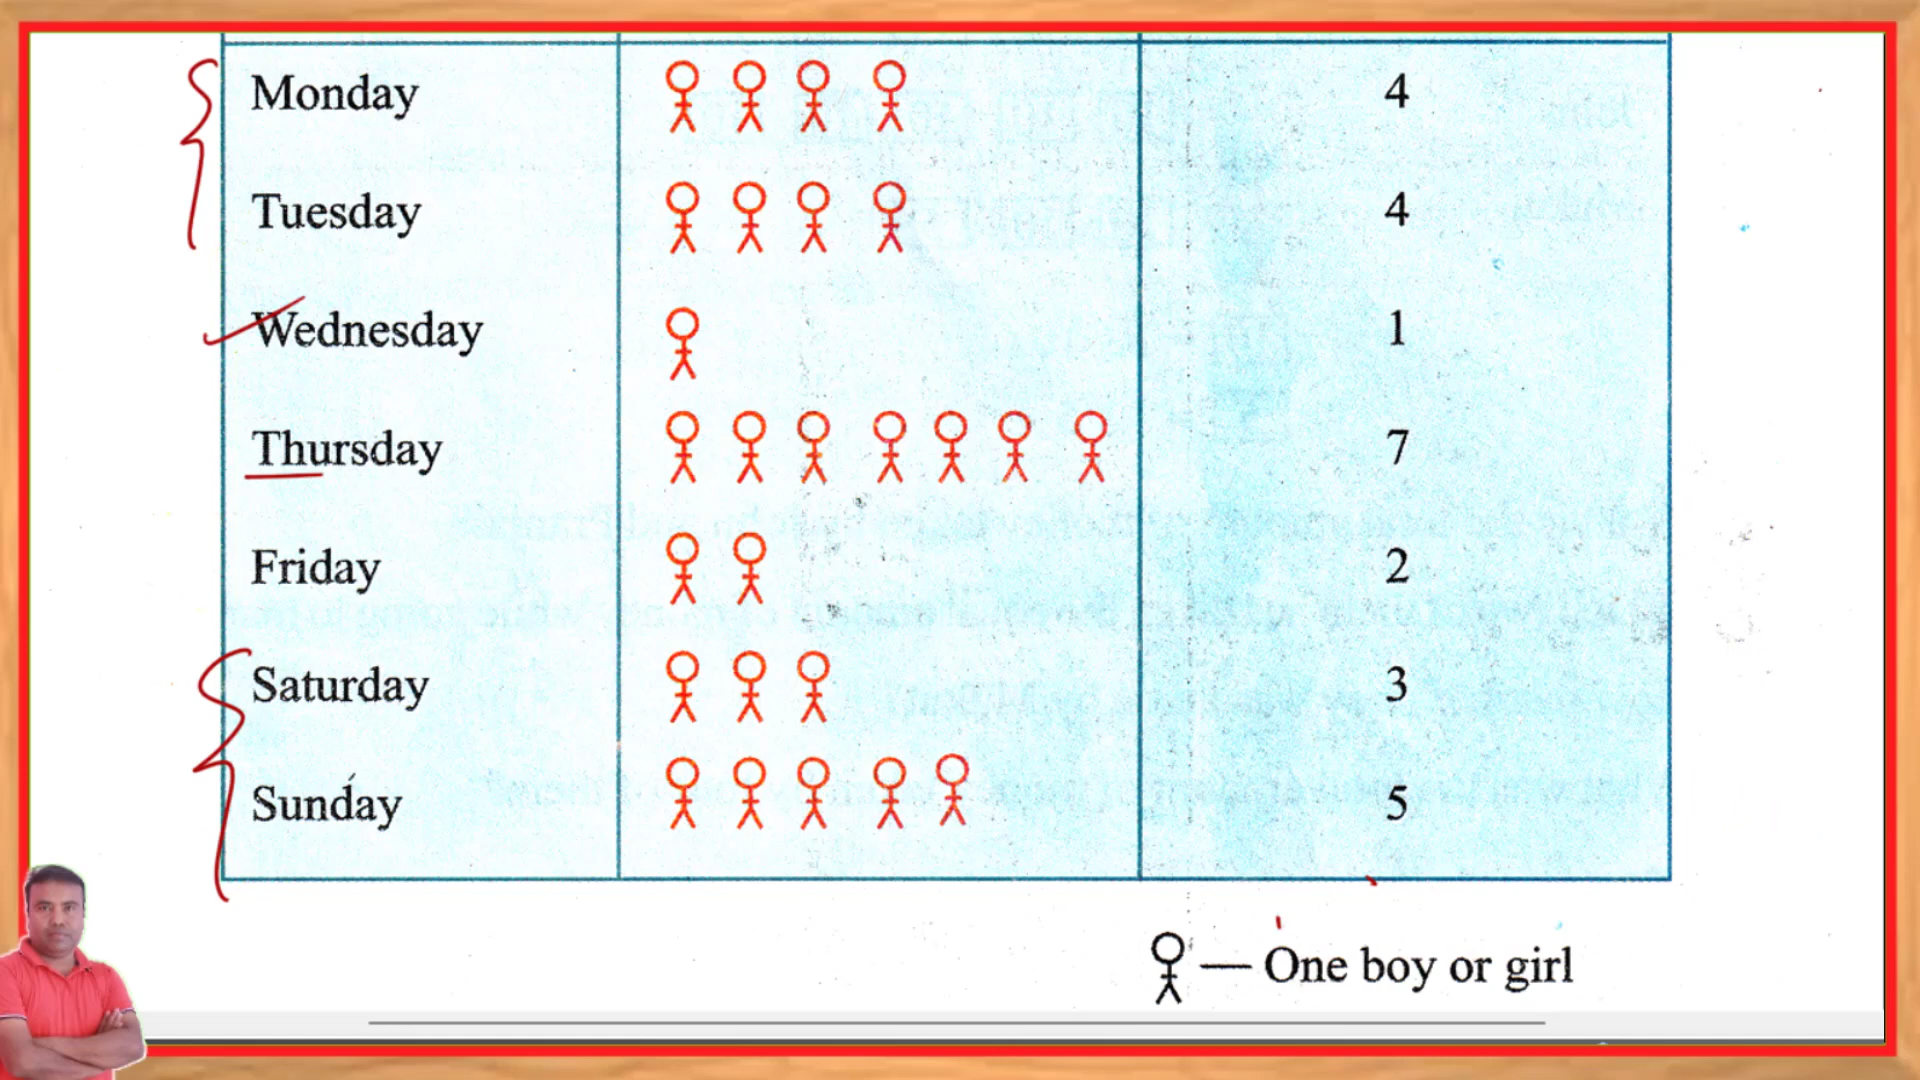 Monday 4
Tuesday 4
Wednesday 1
Thursday 7
Friday 2
Saturday 3
Sunday 5
— One boy or girl